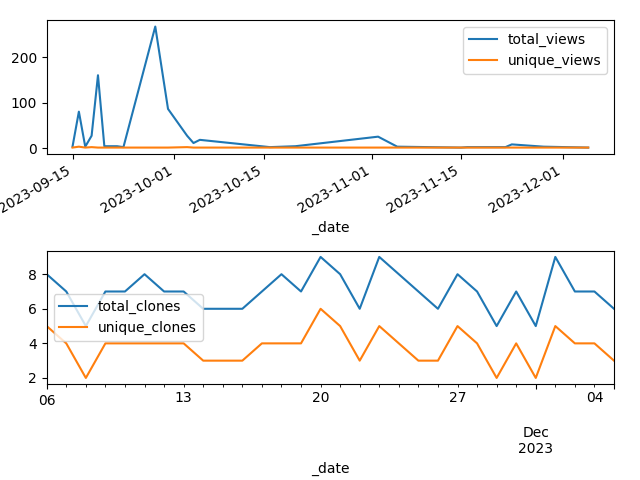 200
100
0
total_views
unique_views
2023-09-15
2023-10-01
2023-10-15
2023-11-01
2023-11-15
2023-12-01
_date
8
6
4
2
total_clones
unique_clones
06
13
20
27
04
Dec
2023
_date